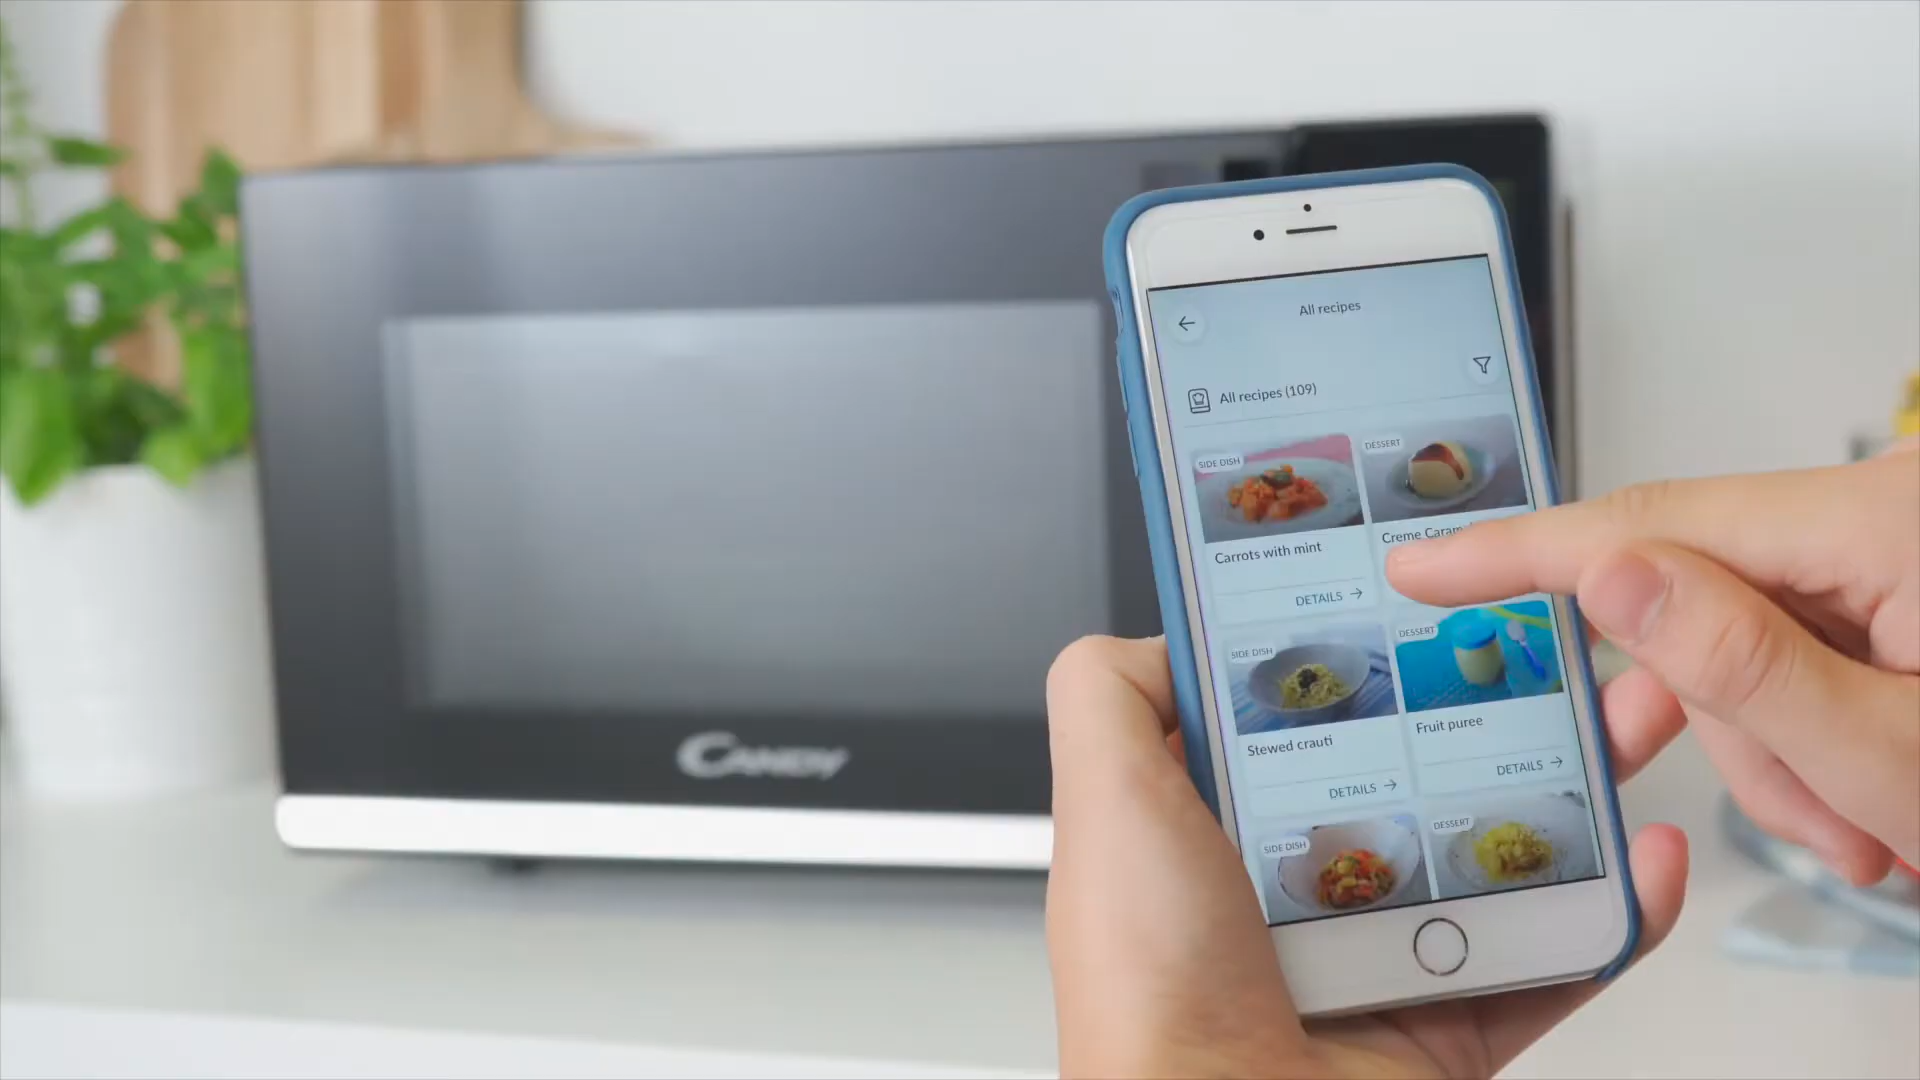 CANDY
All recipes
All recipes (109)
SIDE DISH
DESSERT
Carrots with mint
Creme
DETAILS
SIDE DISH
DESSERT
Stewed crauti
Fruit puree
DETAILS
DETAILS
SIDE DISH
DESSERT